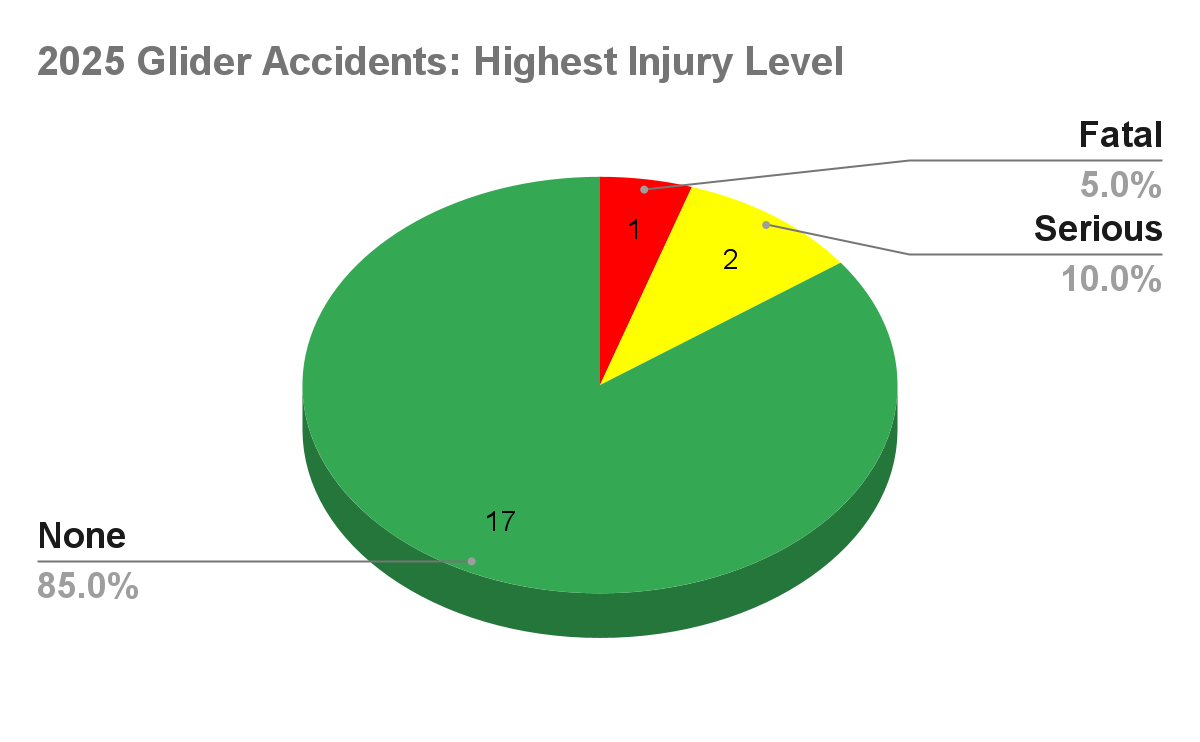 2025 Glider Accidents: Highest Injury Level
Fatal
5.0%
Serious
10.0%
1
2
17
None
85.0%